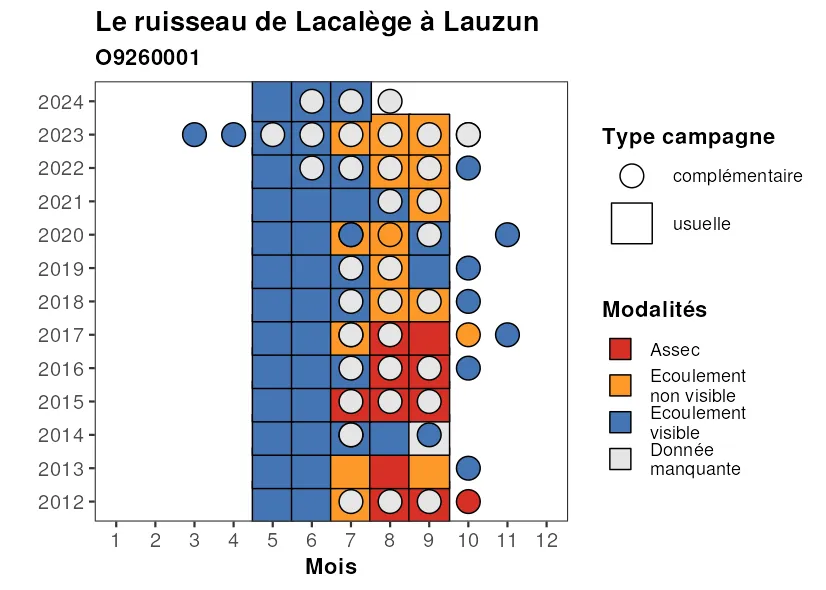 Le ruisseau de Lacalège à Lauzun
O9260001
2024
2023
2022
2021
2020
2019
2018
2017
2016
2015
2014
2013
2012
1 2 3 4 5 6 7 8 9 10 11 12
Mois
Type campagne
complémentaire
usuelle
Modalités
Assec
Ecoulement
non visible
Ecoulement
visible
Donnée
manquante